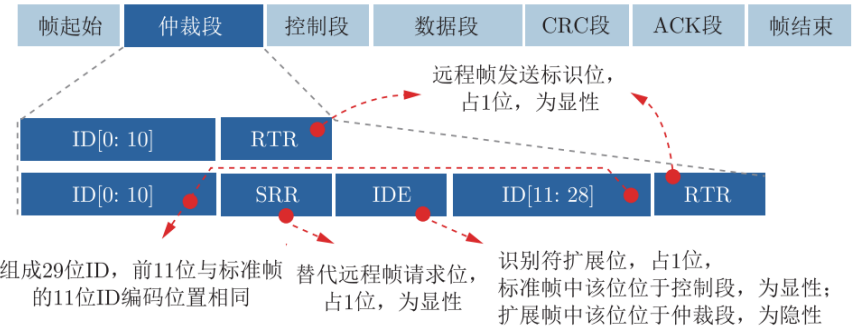 帧起始 仲裁段 控制段 数据段 CRC段 ACK段 帧结束
远程帧发送标识位，
占1位，为显性
ID[0: 10] RTR
ID[0: 10] SRR IDE ID[11: 28] RTR
组成29位ID，前11位与标准帧
的11位ID编码位置相同
替代远程帧请求位，
占1位，为显性
识别符扩展位，占1位，
标准帧中该位位于控制段，为显性；
扩展帧中该位位于仲裁段，为隐性